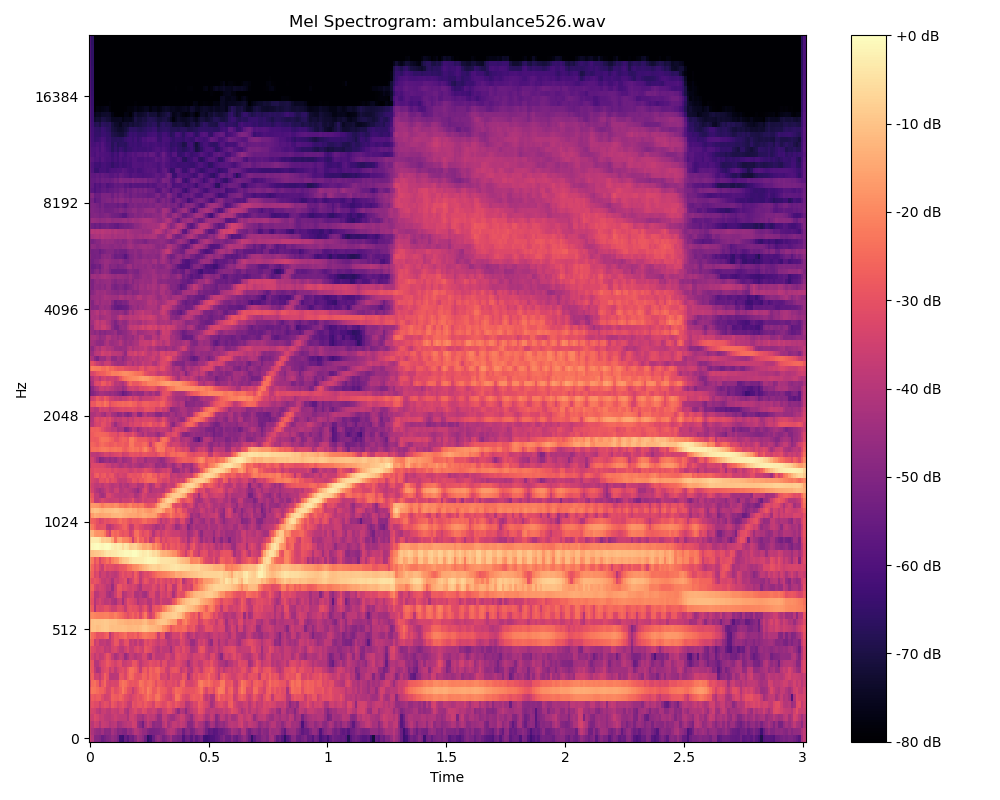 Mel Spectrogram: ambulance526.wav
+0 dB
-10 dB
-20 dB
-30 dB
-40 dB
-50 dB
-60 dB
-70 dB
-80 dB
16384
8192
4096
2048
1024
512
0
Hz
0
0.5
1
1.5
2
2.5
3
Time